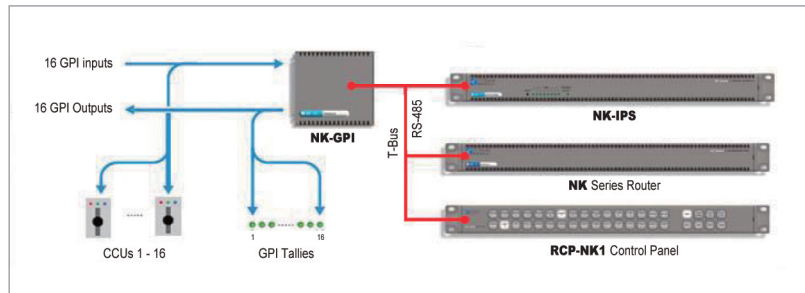 16 GPI inputs
16 GPI Outputs
NK-GPI
T-Bus
RS-485
NK-IPS
NK Series Router
RCP-NK1 Control Panel
CCUs 1 - 16
1
16
GPI Tallies